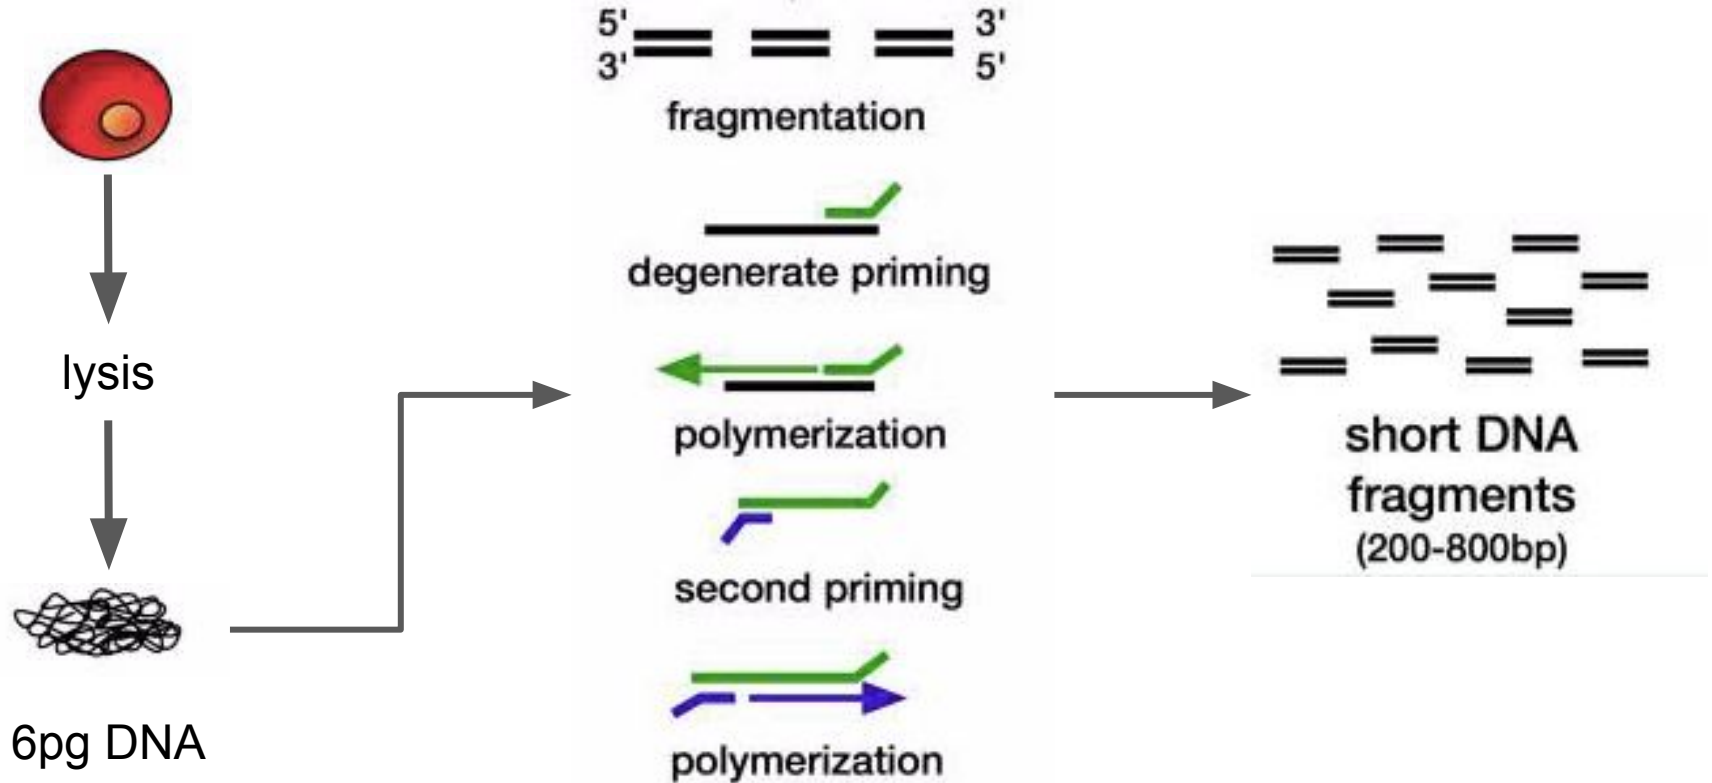 lysis
6pg DNA
5' 3'
3' 5'
fragmentation
degenerate priming
polymerization
second priming
polymerization
short DNA
fragments
(200-800bp)